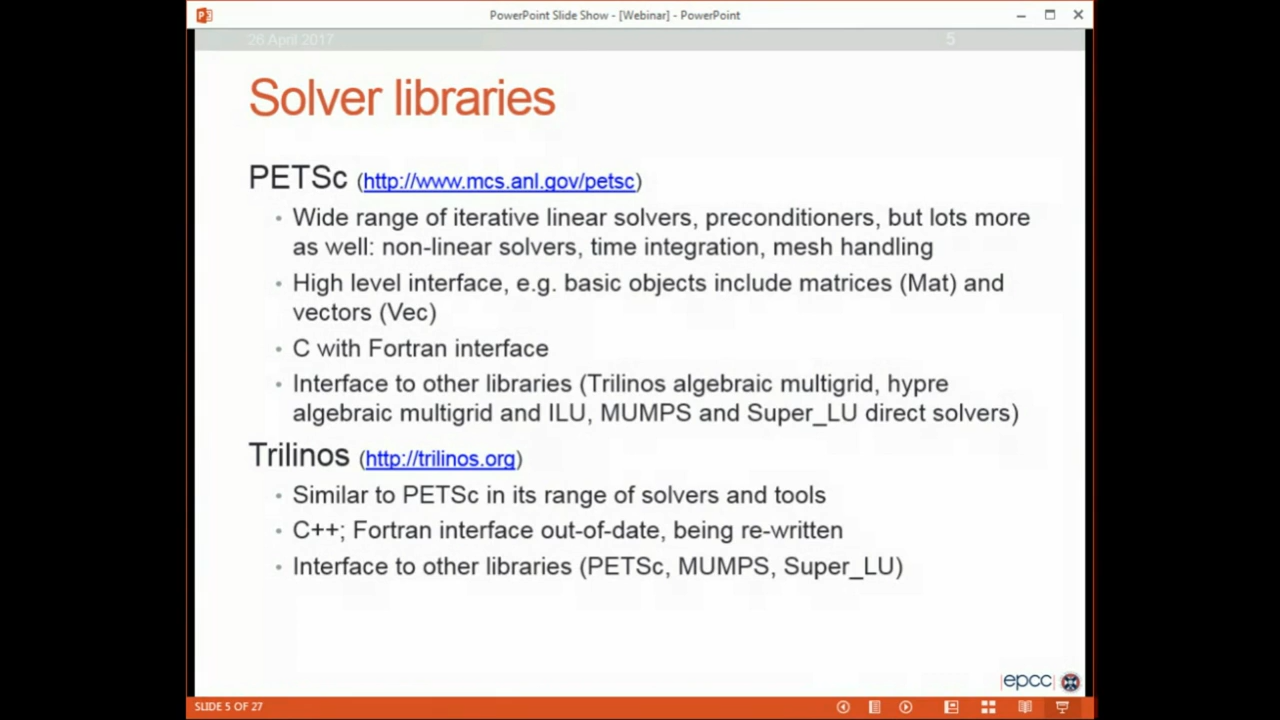 PowerPoint Slide Show - [Webinar] - PowerPoint
26 April 2017
5
Solver libraries
PETSc (http://www.mcs.anl.gov/petsc)
• Wide range of iterative linear solvers, preconditioners, but lots more
as well: non-linear solvers, time integration, mesh handling
• High level interface, e.g. basic objects include matrices (Mat) and
vectors (Vec)
• C with Fortran interface
• Interface to other libraries (Trilinos algebraic multigrid, hypre
algebraic multigrid and ILU, MUMPS and Super_LU direct solvers)
Trilinos (http://trilinos.org)
• Similar to PETSc in its range of solvers and tools
• C++; Fortran interface out-of-date, being re-written
• Interface to other libraries (PETSc, MUMPS, Super_LU)
|epcc|
SLIDE 5 OF 27